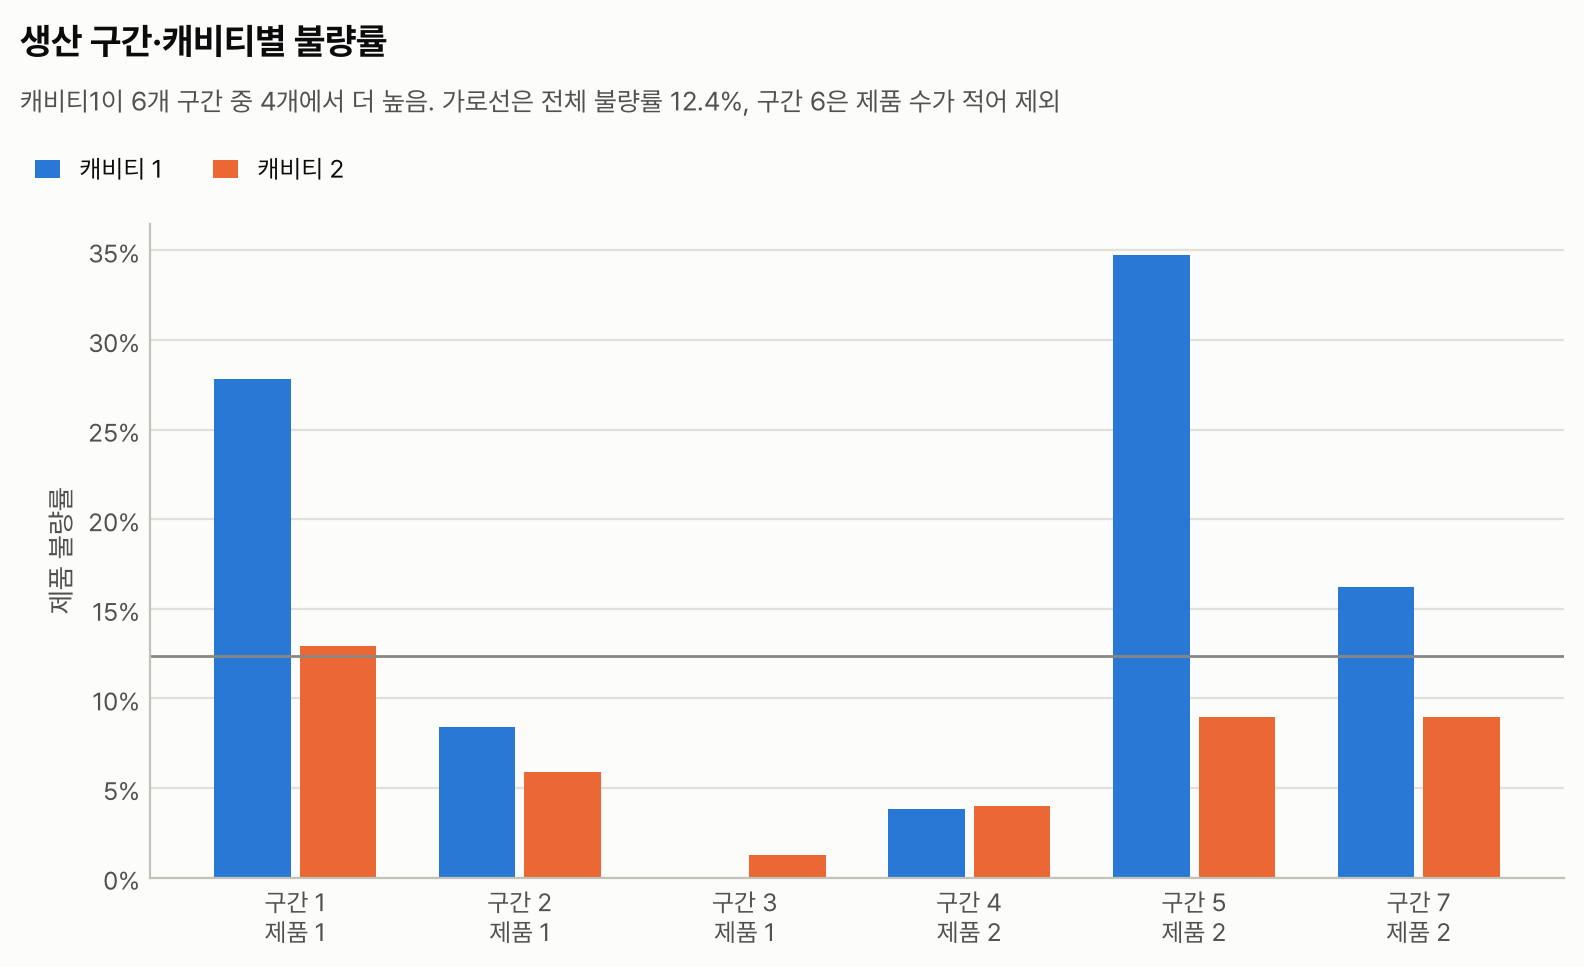 생산 구간·캐비티별 불량률
캐비티1이 6개 구간 중 4개에서 더 높음. 가로선은 전체 불량률 12.4%, 구간 6은 제품 수가 적어 제외
캐비티 1
캐비티 2
제품 불량률
35%
30%
25%
20%
15%
10%
5%
0%
구간 1
제품 1
구간 2
제품 1
구간 3
제품 1
구간 4
제품 2
구간 5
제품 2
구간 7
제품 2